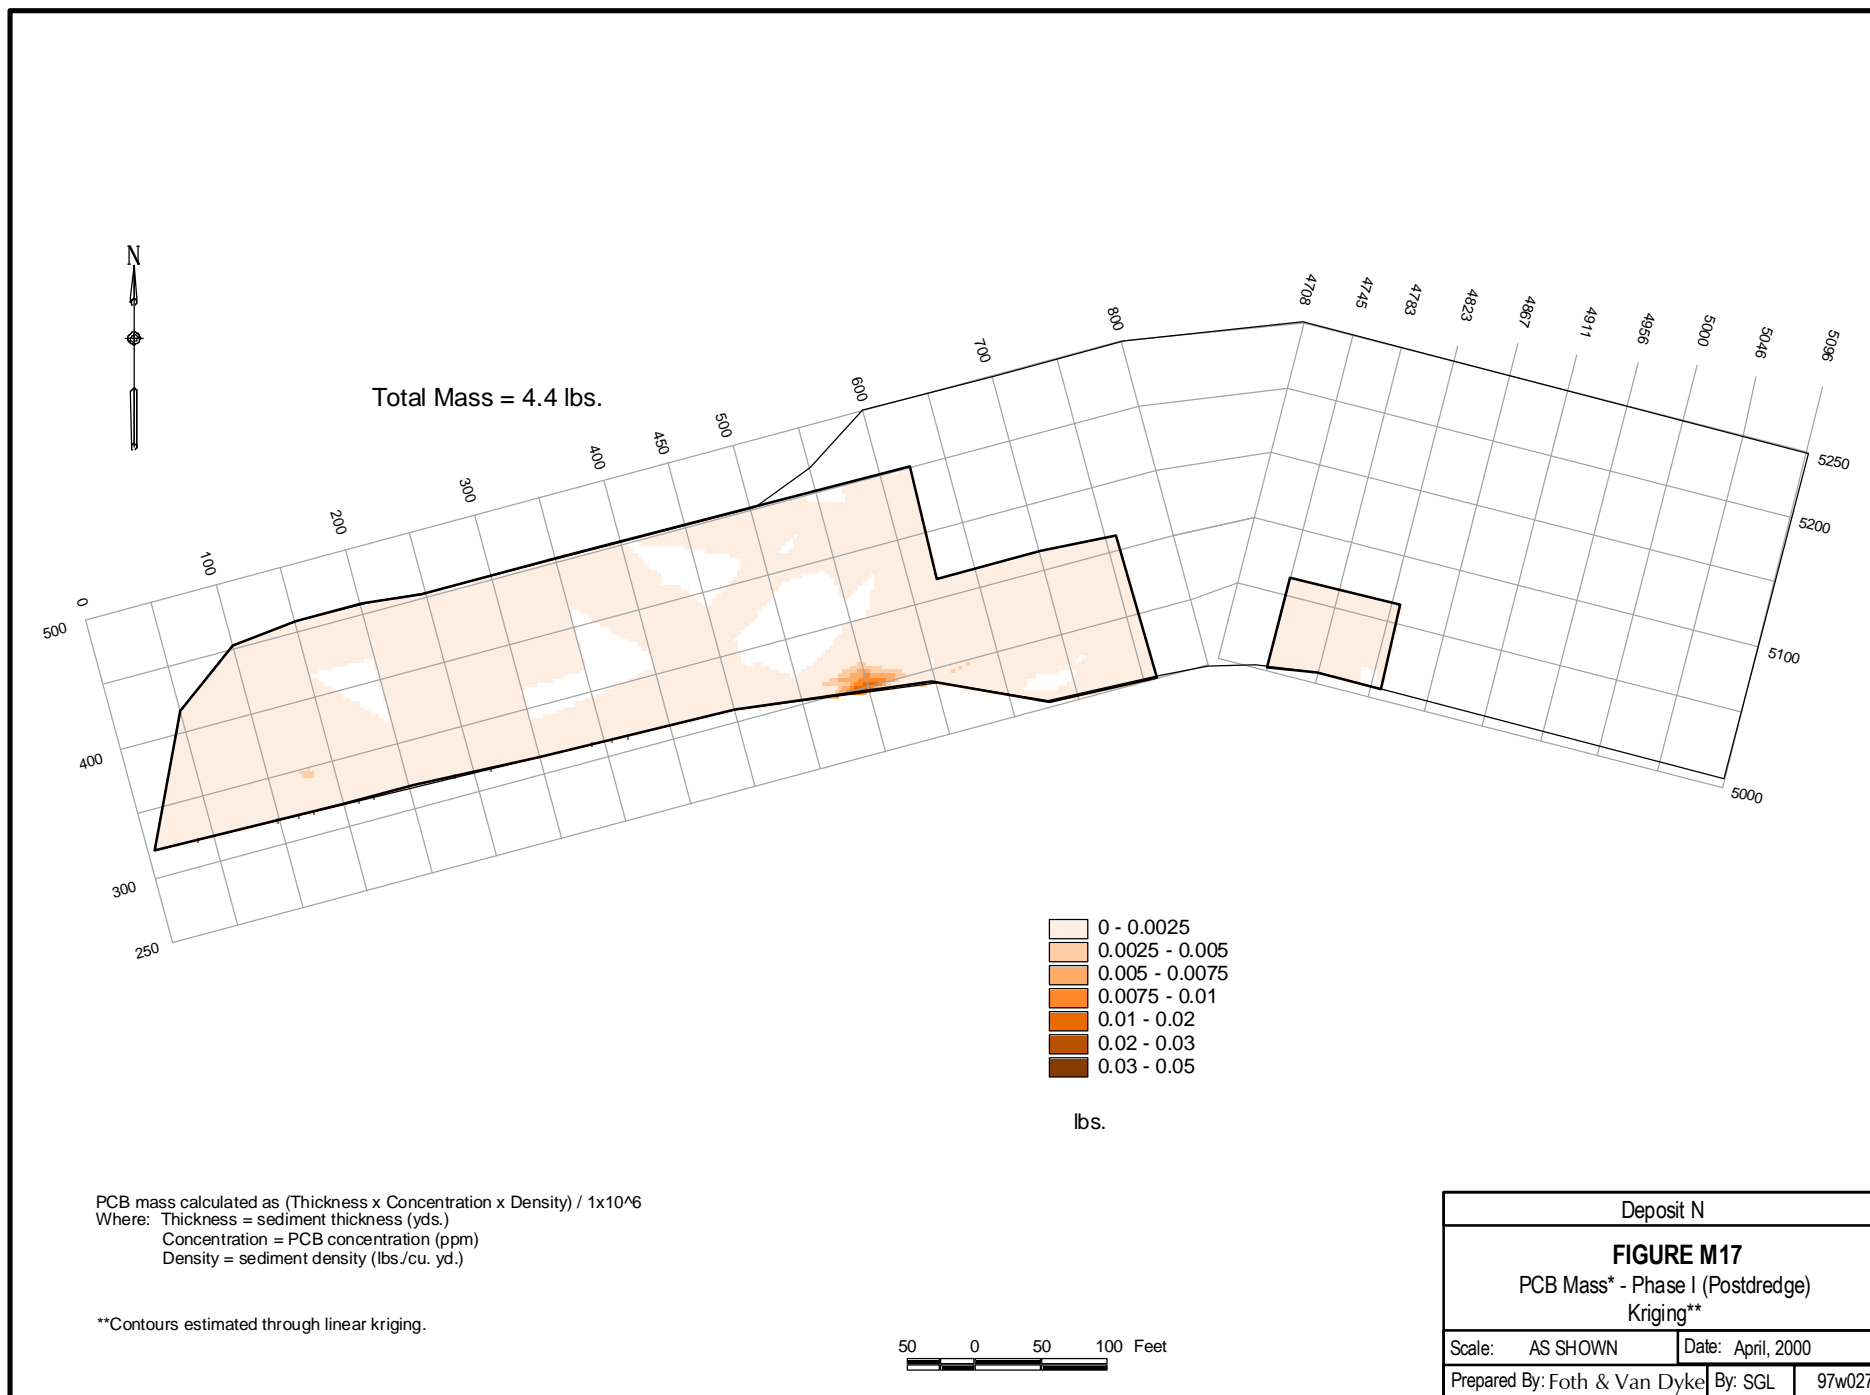 N
Total Mass = 4.4 lbs.
0
100
200
300
400
450
500
600
700
800
4708
4745
4783
4823
4867
4911
4956
5000
5046
5096
500
400
300
250
5250
5200
5100
5000
0 - 0.0025
0.0025 - 0.005
0.005 - 0.0075
0.0075 - 0.01
0.01 - 0.02
0.02 - 0.03
0.03 - 0.05
lbs.
PCB mass calculated as (Thickness x Concentration x Density) / 1x10^6
Where: Thickness = sediment thickness (yds.)
Concentration = PCB concentration (ppm)
Density = sediment density (lbs./cu. yd.)
**Contours estimated through linear kriging.
50 0 50 100 Feet
Deposit N
FIGURE M17
PCB Mass* - Phase I (Postdredge)
Kriging**
Scale: AS SHOWN Date: April, 2000
Prepared By: Foth & Van Dyke By: SGL 97w027